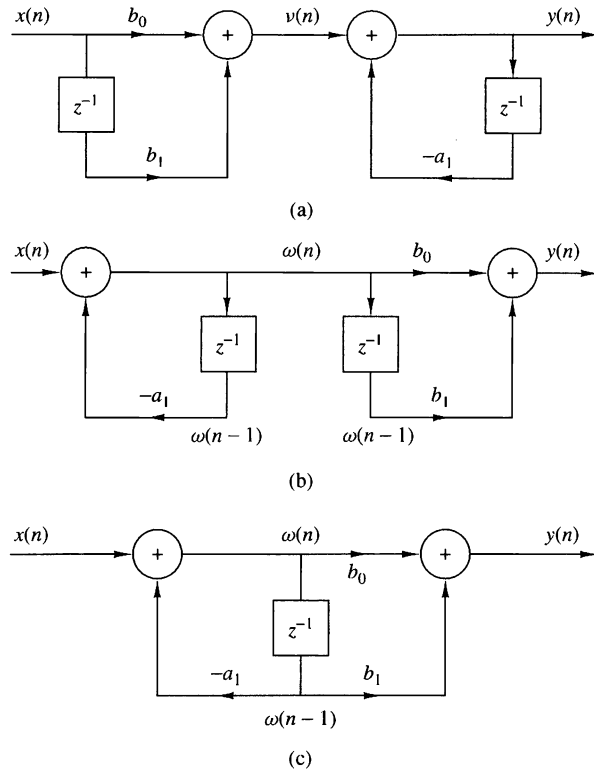 x(n) b₀ + v(n) + y(n)
z⁻¹ z⁻¹
b₁ −a₁
(a)
x(n) + ω(n) b₀ + y(n)
z⁻¹ z⁻¹
−a₁ b₁
ω(n − 1) ω(n − 1)
(b)
x(n) + ω(n) + y(n)
b₀
z⁻¹
−a₁ b₁
ω(n − 1)
(c)